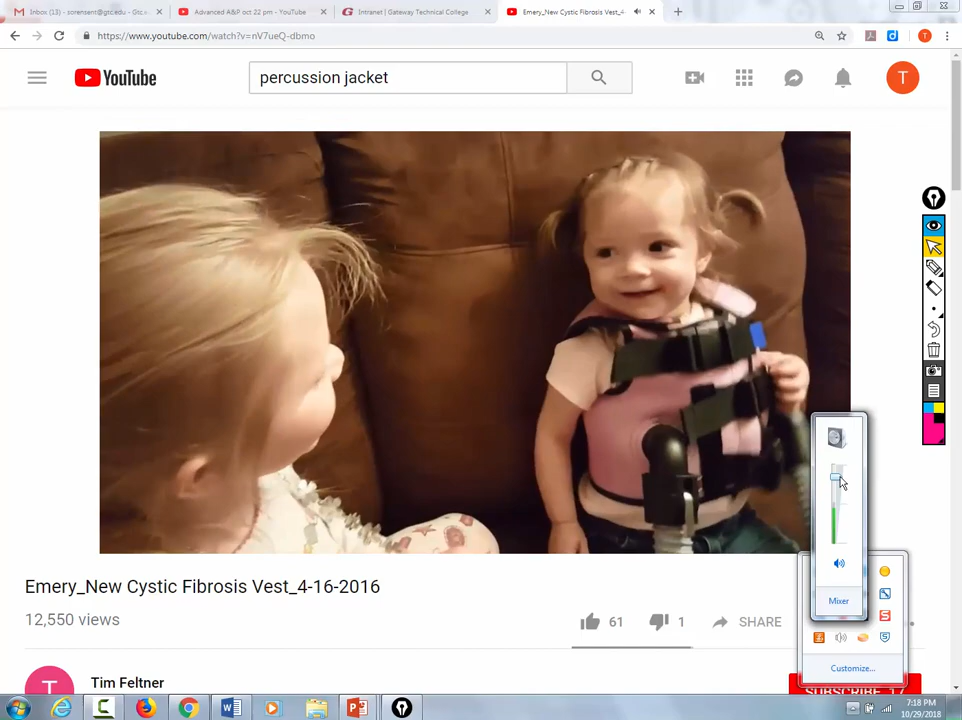 Inbox (13) - sorensent@gtc.edu - Gtc.w
Advanced A&P oct 22 pm - YouTube
Intranet | Gateway Technical College
Emery_New Cystic Fibrosis Vest_4-
https://www.youtube.com/watch?v=nV7ueQ-dbmo
YouTube
percussion jacket
T
Emery_New Cystic Fibrosis Vest_4-16-2016
12,550 views
61
1
SHARE
Mixer
Customize...
T
Tim Feltner
SUBSCRIBE 17
7:18 PM
10/29/2018